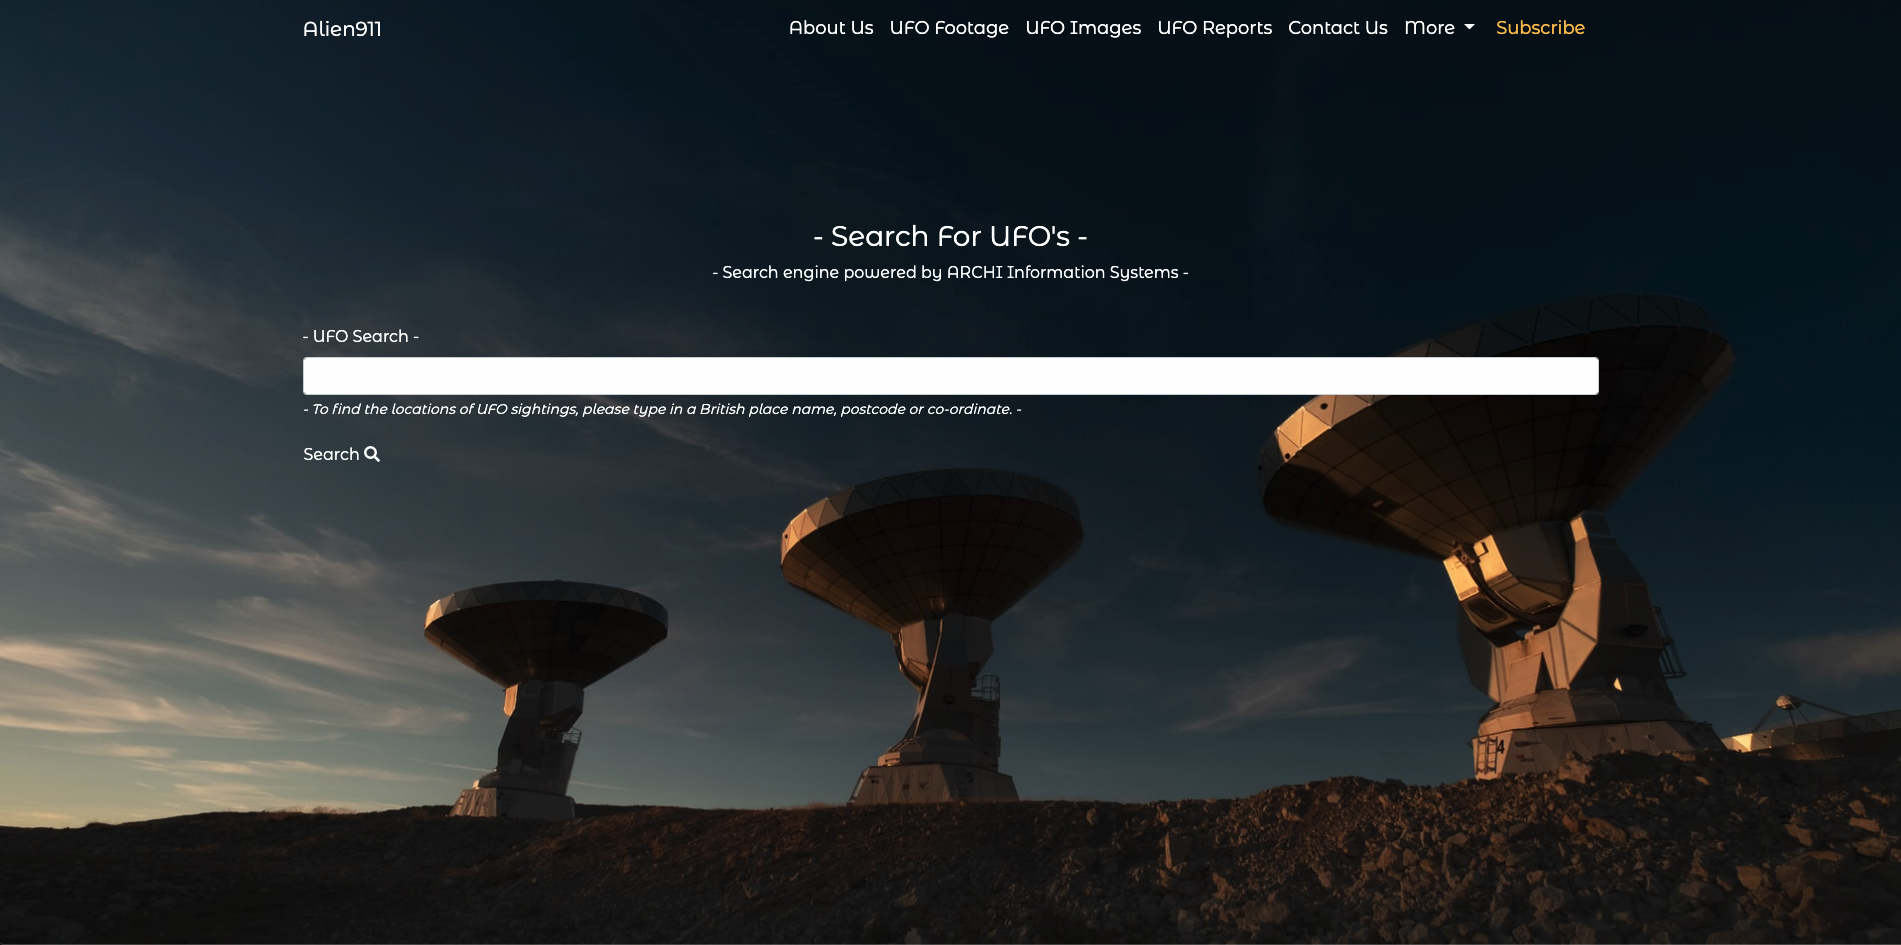 Alien911
About Us UFO Footage UFO Images UFO Reports Contact Us More Subscribe
- Search For UFO's -
- Search engine powered by ARCHI Information Systems -
- UFO Search -
- To find the locations of UFO sightings, please type in a British place name, postcode or co-ordinate. -
Search
4